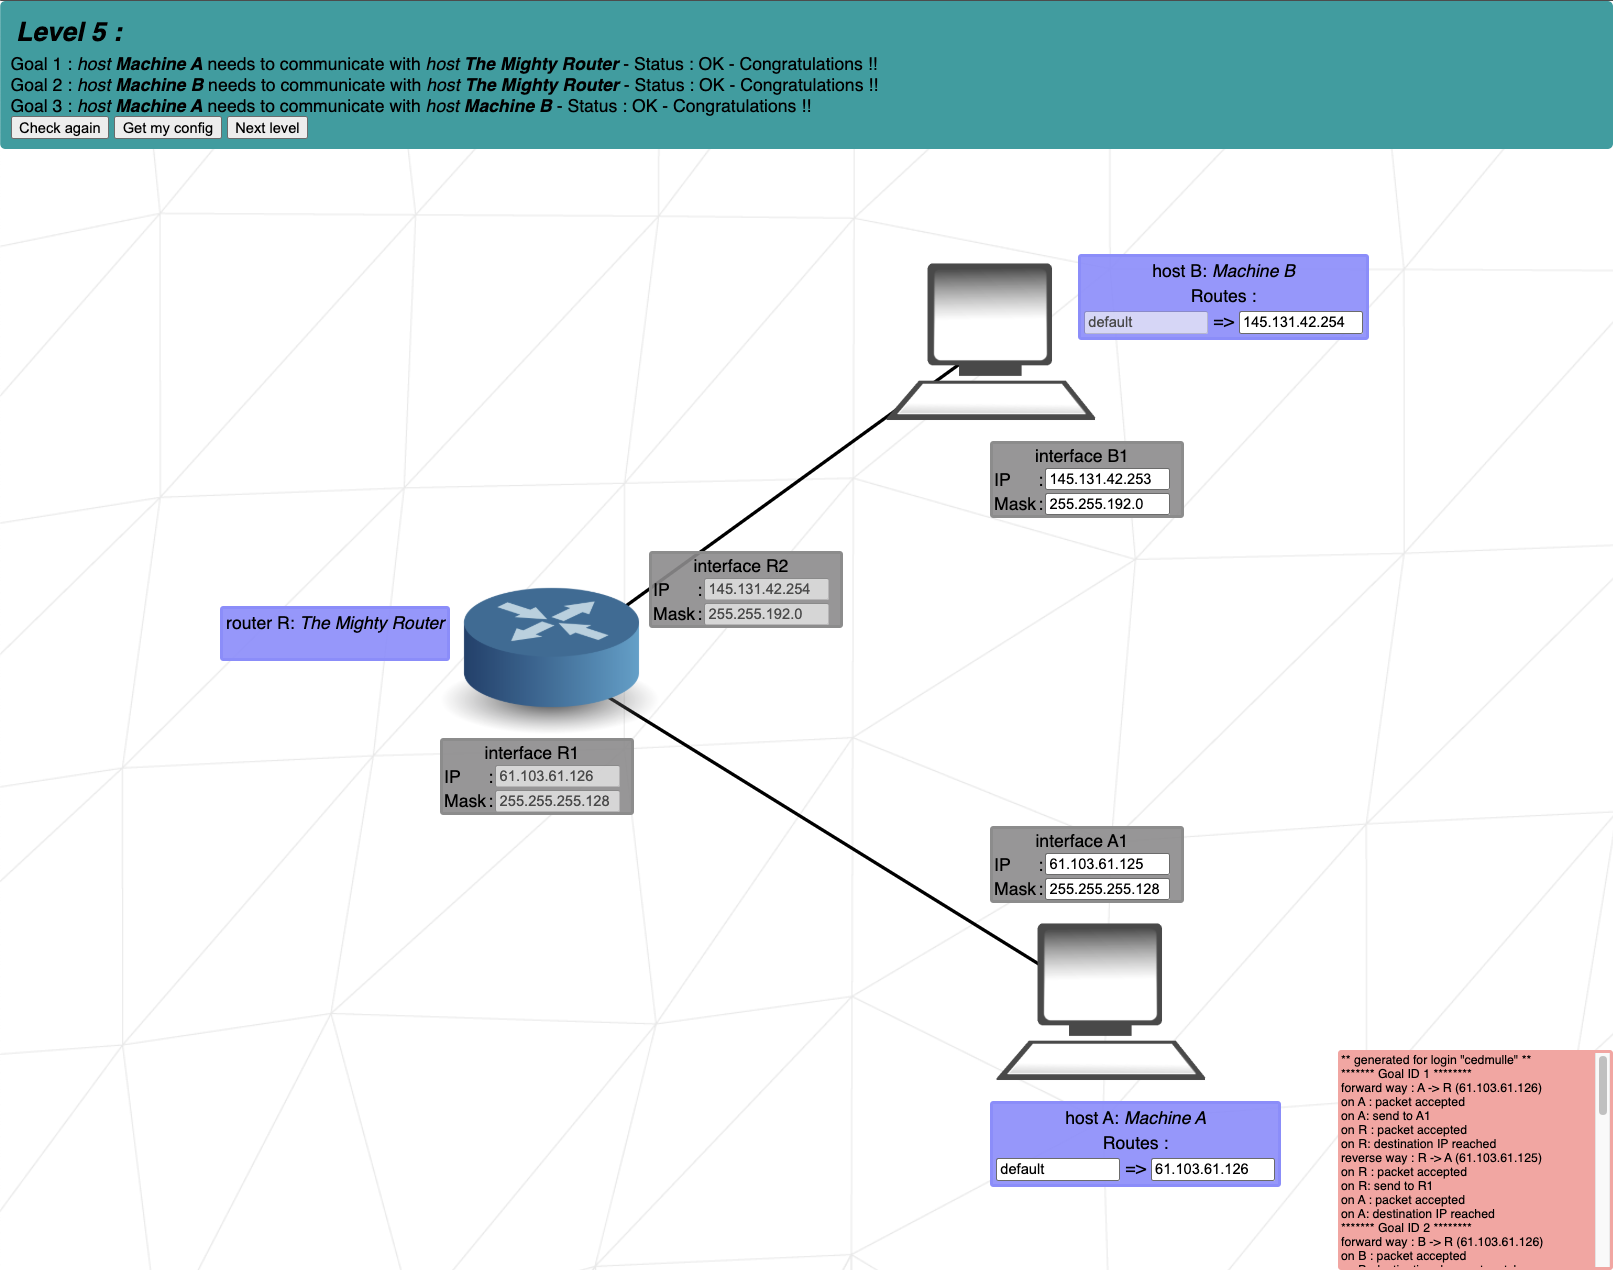 Level 5 :
Goal 1 : host Machine A needs to communicate with host The Mighty Router - Status : OK - Congratulations !!
Goal 2 : host Machine B needs to communicate with host The Mighty Router - Status : OK - Congratulations !!
Goal 3 : host Machine A needs to communicate with host Machine B - Status : OK - Congratulations !!
Check again Get my config Next level
host B: Machine B
Routes :
default => 145.131.42.254
interface B1
IP : 145.131.42.253
Mask : 255.255.192.0
interface R2
IP : 145.131.42.254
Mask : 255.255.192.0
router R: The Mighty Router
interface R1
IP : 61.103.61.126
Mask : 255.255.255.128
interface A1
IP : 61.103.61.125
Mask : 255.255.255.128
host A: Machine A
Routes :
default => 61.103.61.126
** generated for login "cedmulle" **
******* Goal ID 1 ********
forward way : A -> R (61.103.61.126)
on A : packet accepted
on A: send to A1
on R : packet accepted
on R: destination IP reached
reverse way : R -> A (61.103.61.125)
on R : packet accepted
on R: send to R1
on A : packet accepted
on A: destination IP reached
******* Goal ID 2 ********
forward way : B -> R (61.103.61.126)
on B : packet accepted